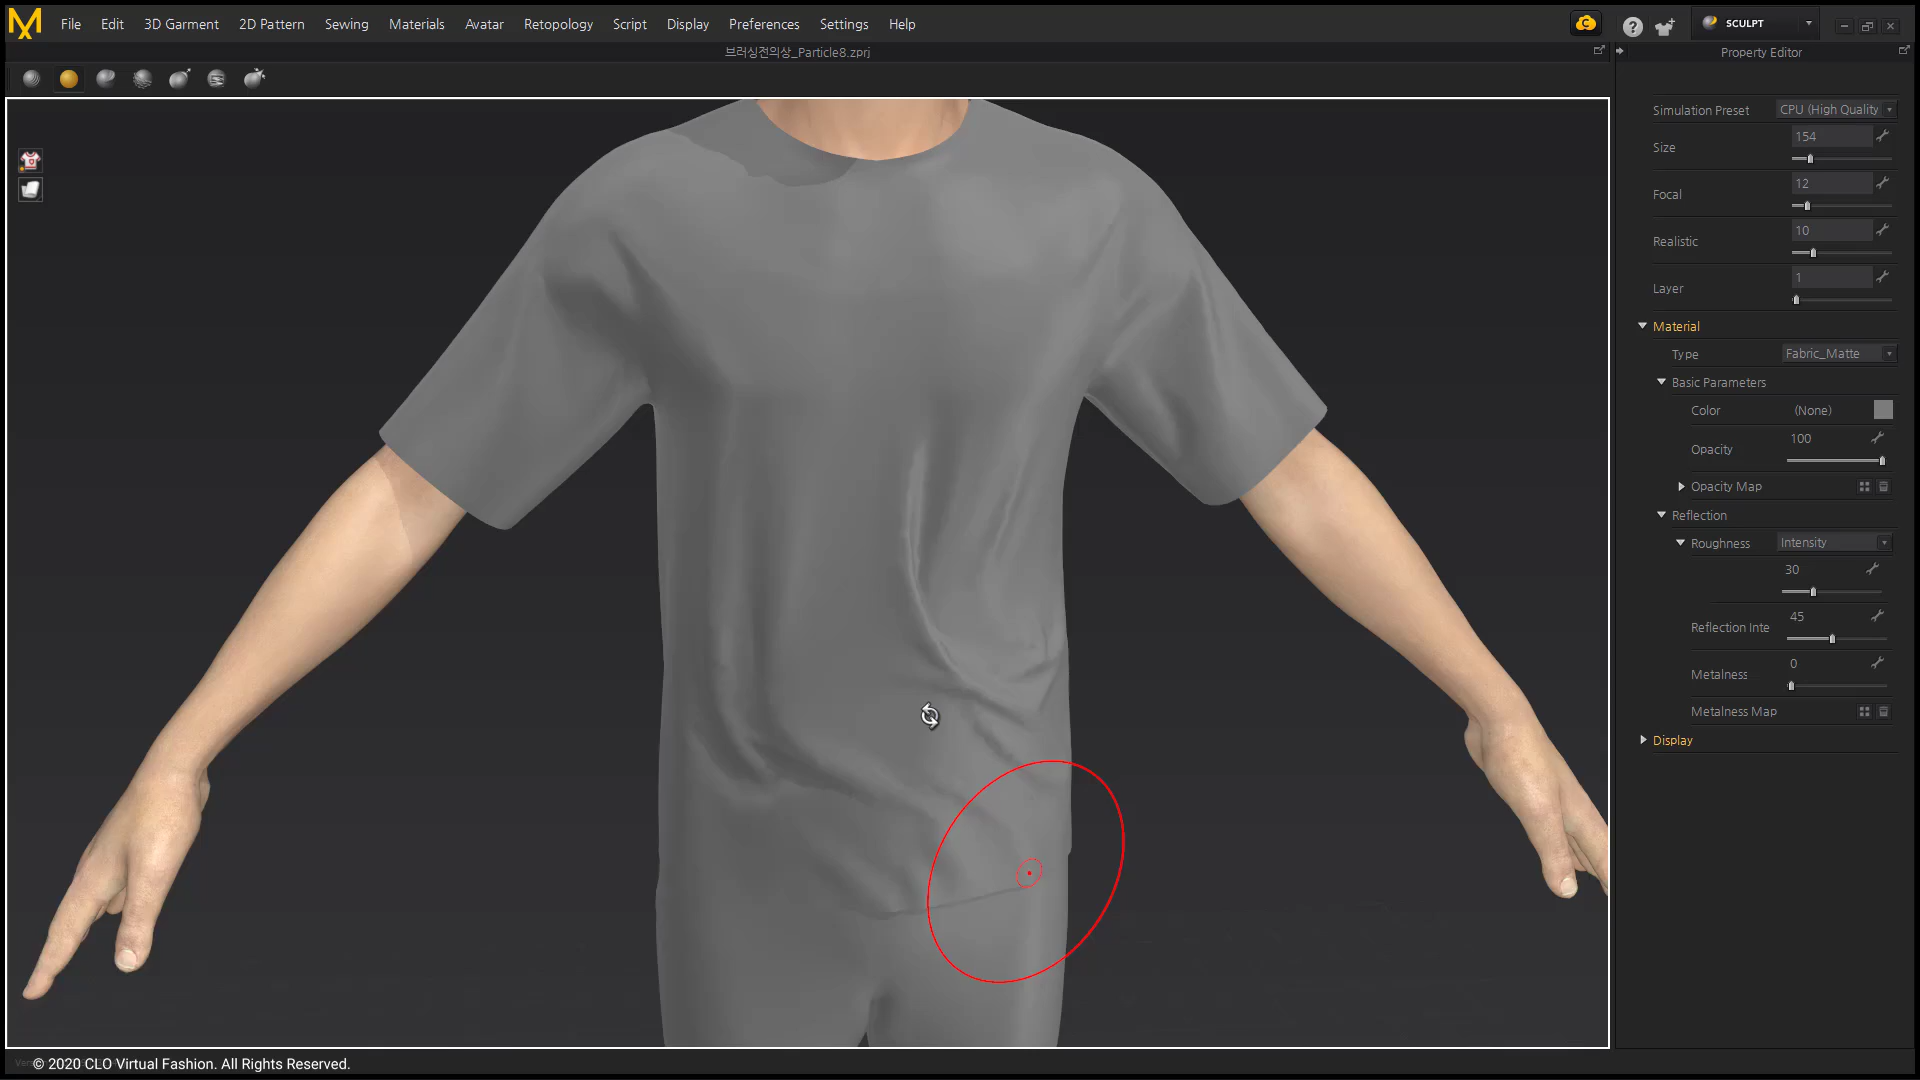 File Edit 3D Garment 2D Pattern Sewing Materials Avatar Retopology Script Display Preferences Settings Help
SCULPT
브러싱전의상_Particle8.zprj
Property Editor
Simulation Preset CPU (High Quality
Size 154
Focal 12
Realistic 10
Layer 1
Material
Type Fabric_Matte
Basic Parameters
Color (None)
Opacity 100
Opacity Map
Reflection
Roughness Intensity
30
Reflection Inte 45
Metalness 0
Metalness Map
Display
© 2020 CLO Virtual Fashion. All Rights Reserved.